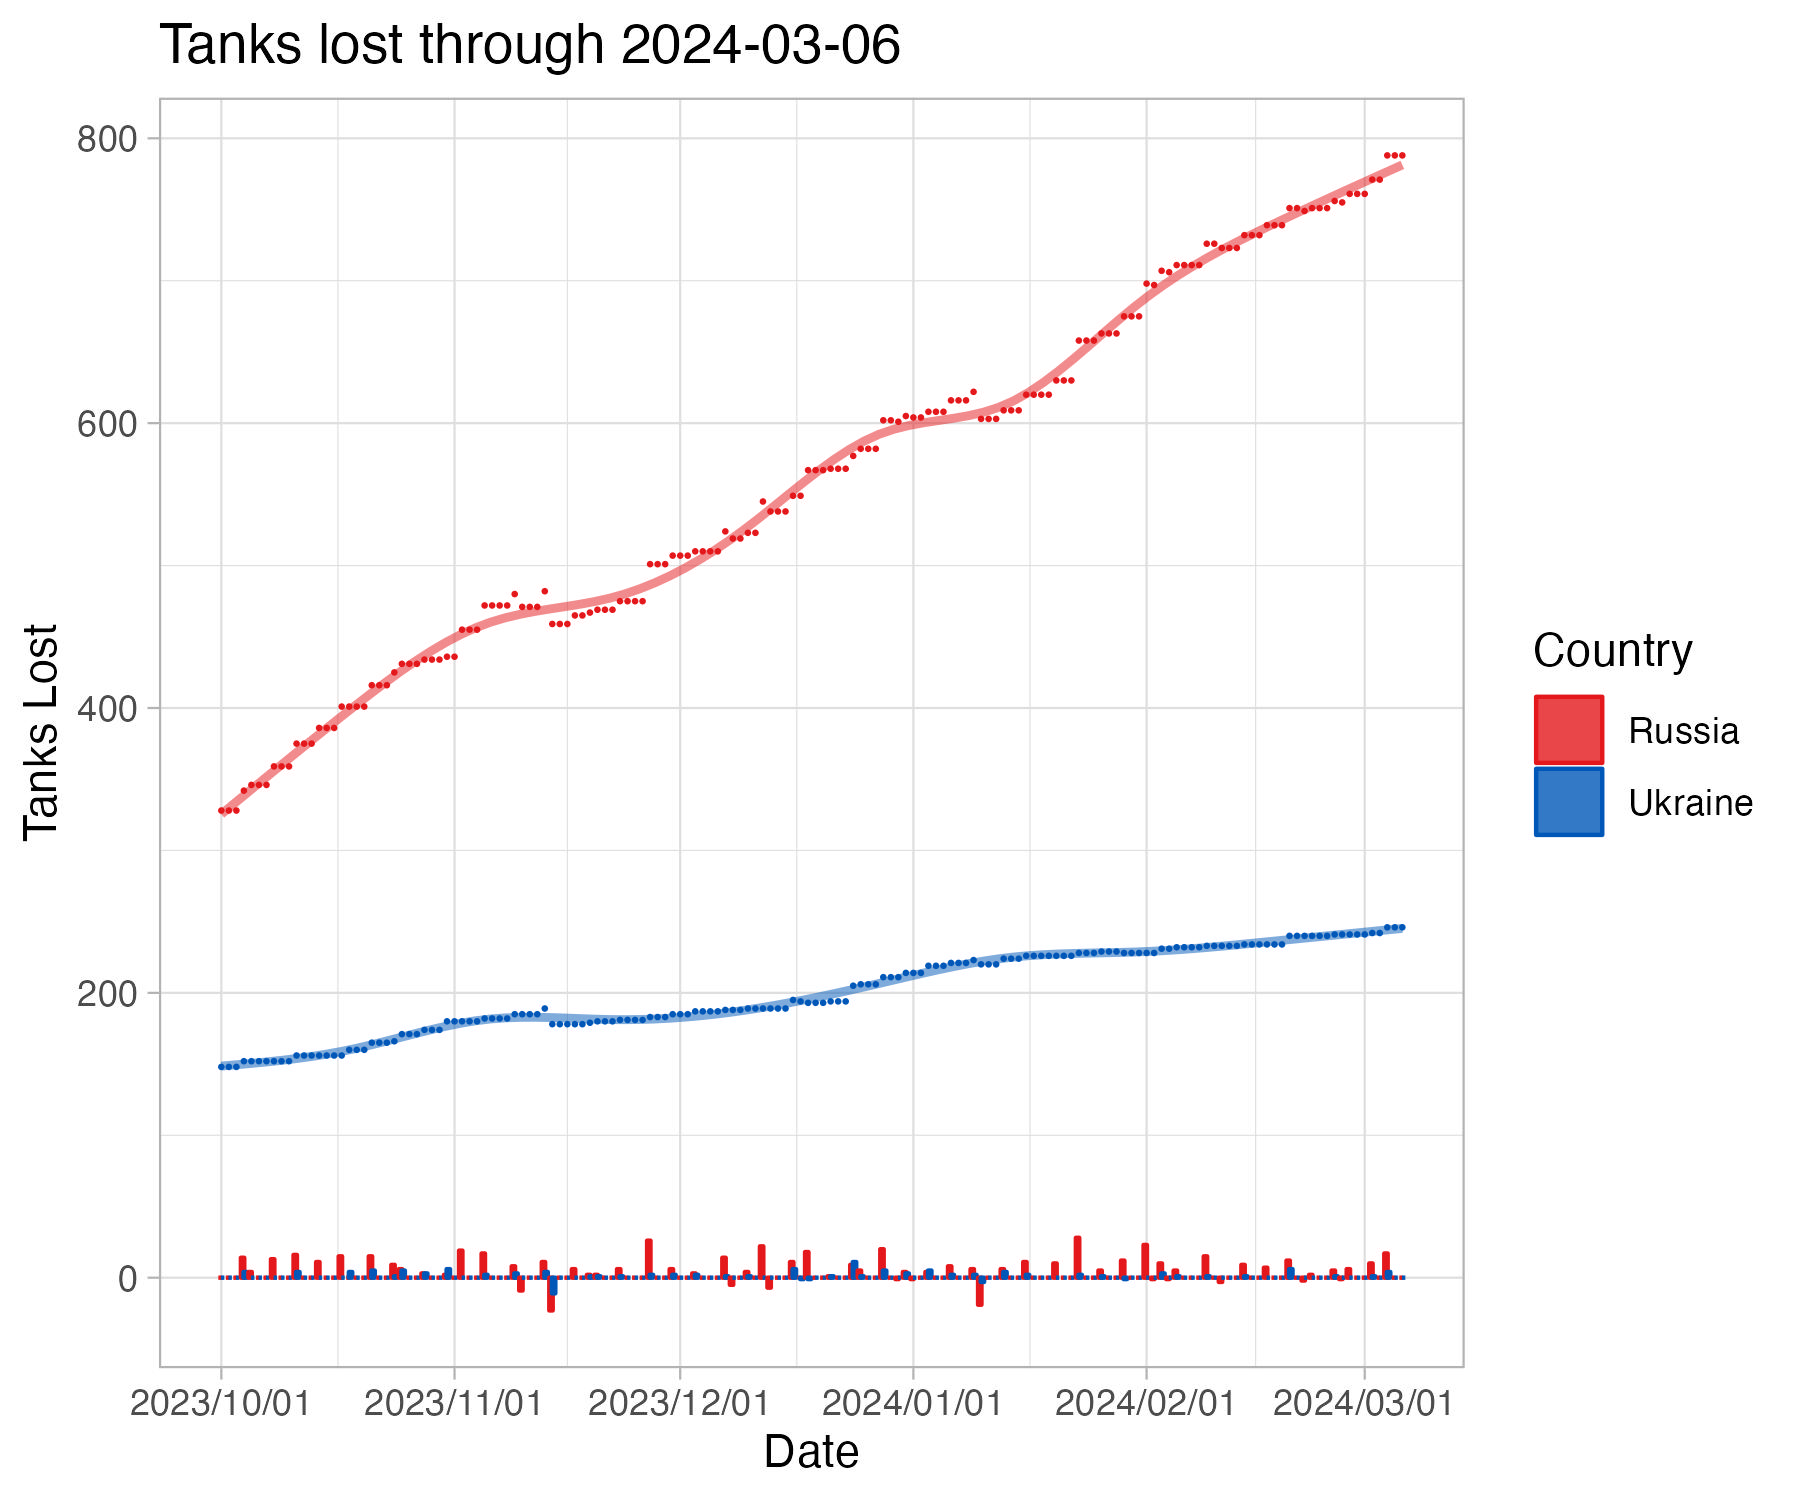 Tanks lost through 2024-03-06
800
600
400
200
0
Tanks Lost
2023/10/01 2023/11/01 2023/12/01 2024/01/01 2024/02/01 2024/03/01
Date
Country
Russia
Ukraine